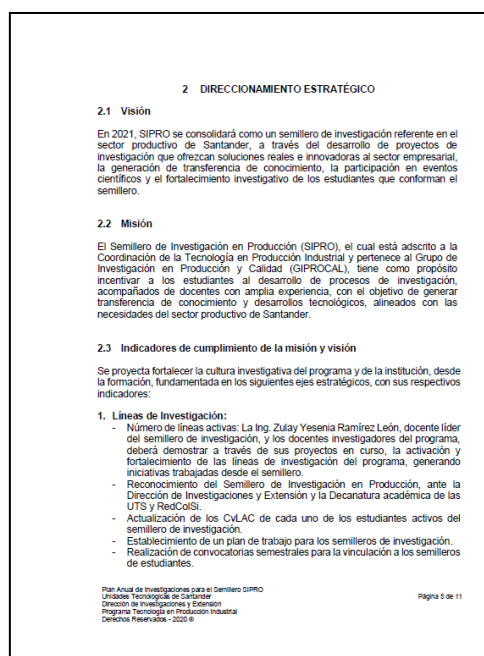 2 DIRECCIONAMIENTO ESTRATÉGICO
2.1 Visión
En 2021, SIPRO se consolidará como un semillero de investigación referente en el
sector productivo de Santander, a través del desarrollo de proyectos de
investigación que ofrezcan soluciones reales e innovadoras al sector empresarial,
la generación de transferencia de conocimiento, la participación en eventos
científicos y el fortalecimiento investigativo de los estudiantes que conforman el
semillero.
2.2 Misión
El Semillero de Investigación en Producción (SIPRO), el cual está adscrito a la
Coordinación de la Tecnología en Producción Industrial y pertenece al Grupo de
Investigación en Producción y Calidad (GIPROCAL), tiene como propósito
incentivar a los estudiantes al desarrollo de procesos de investigación,
acompañados de docentes con amplia experiencia, con el objetivo de generar
transferencia de conocimiento y desarrollos tecnológicos, alineados con las
necesidades del sector productivo de Santander.
2.3 Indicadores de cumplimiento de la misión y visión
Se proyecta fortalecer la cultura investigativa del programa y de la institución, desde
la formación, fundamentada en los siguientes ejes estratégicos, con sus respectivos
indicadores:
1. Líneas de Investigación:
- Número de líneas activas: La Ing. Zulay Yesenia Ramírez León, docente líder
del semillero de investigación, y los docentes investigadores del programa,
deberá demostrar a través de sus proyectos en curso, la activación y
fortalecimiento de las líneas de investigación del programa, generando
iniciativas trabajadas desde el semillero.
- Reconocimiento del Semillero de Investigación en Producción, ante la
Dirección de Investigaciones y Extensión y la Decanatura académica de las
UTS y RedColSi.
- Actualización de los CvLAC de cada uno de los estudiantes activos del
semillero de investigación.
- Establecimiento de un plan de trabajo para los semilleros de investigación.
- Realización de convocatorias semestrales para la vinculación a los semilleros
de estudiantes.
Plan Anual de Investigaciones para el Semillero SIPRO
Unidades Tecnológicas de Santander Página 5 de 11
Dirección de Investigaciones y Extensión
Programa Tecnología en Producción Industrial
Derechos Reservados - 2020 ®